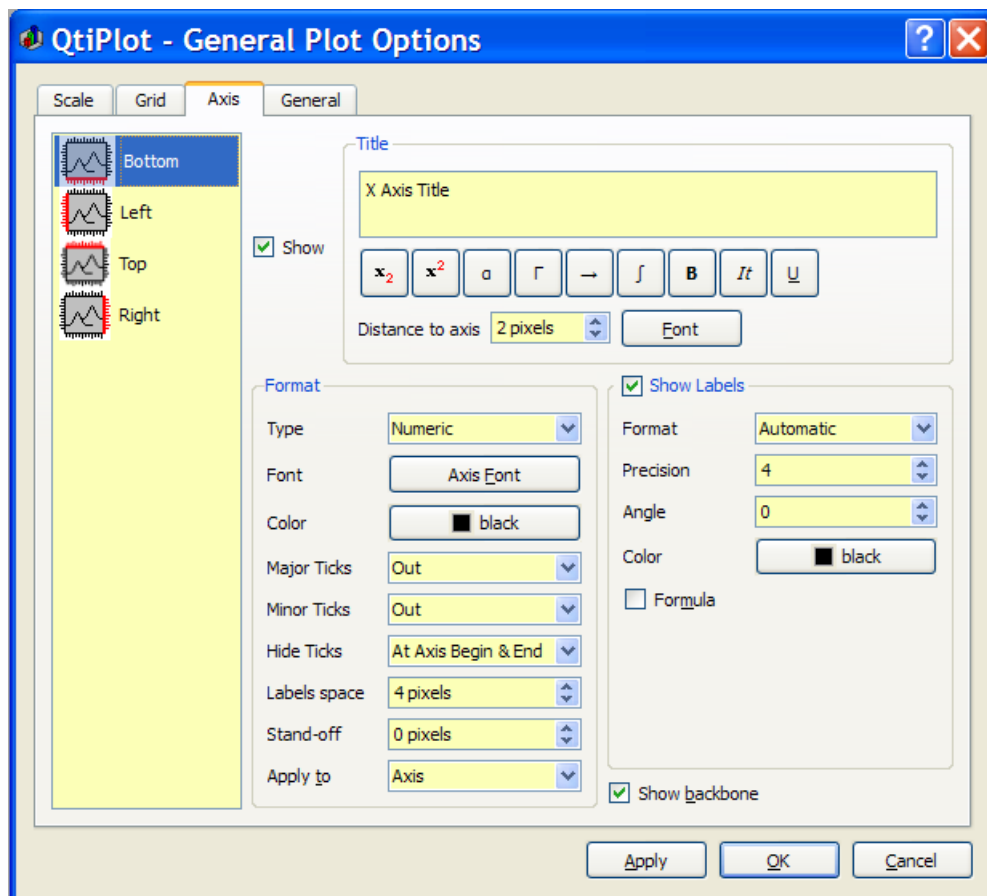 QtiPlot - General Plot Options
?
Scale Grid Axis General
Bottom
Left
Top
Right
Show
Title
X Axis Title
x₂ x² α Γ → ∫ B It U
Distance to axis 2 pixels Font
Format
Type Numeric
Font Axis Font
Color black
Major Ticks Out
Minor Ticks Out
Hide Ticks At Axis Begin & End
Labels space 4 pixels
Stand-off 0 pixels
Apply to Axis
Show Labels
Format Automatic
Precision 4
Angle 0
Color black
Formula
Show backbone
Apply OK Cancel